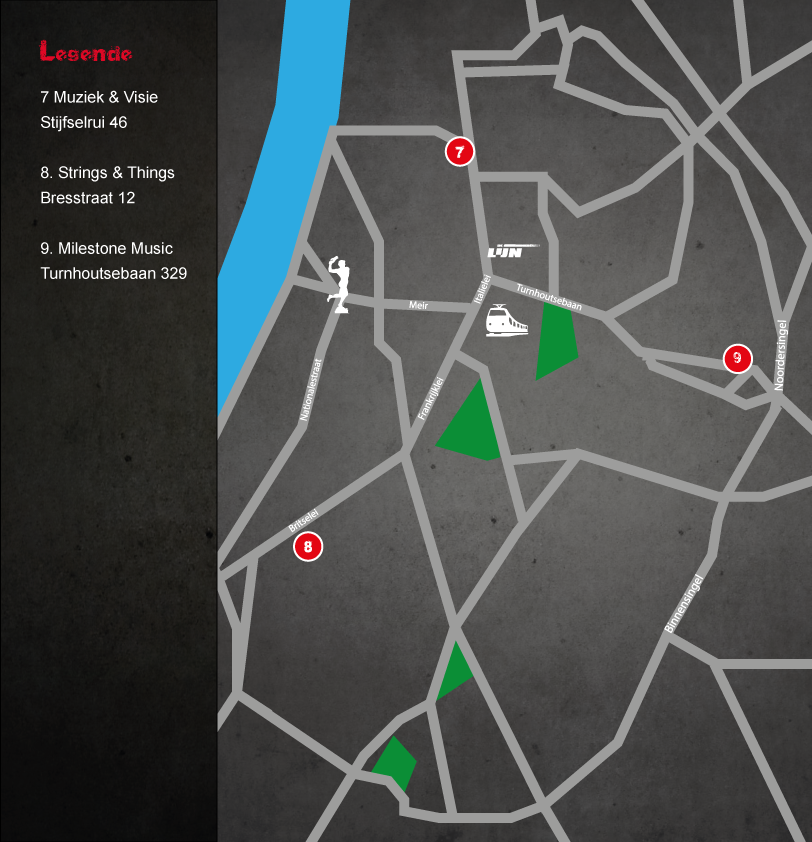 Legende
7 Muziek & Visie
Stijfselrui 46
8. Strings & Things
Bresstraat 12
9. Milestone Music
Turnhoutsebaan 329
7
LIJN
Italielei
Turnhoutsebaan
Meir
Noordersingel
9
Nationalestraat
Frankrijklei
Britselei
8
Binnensingel